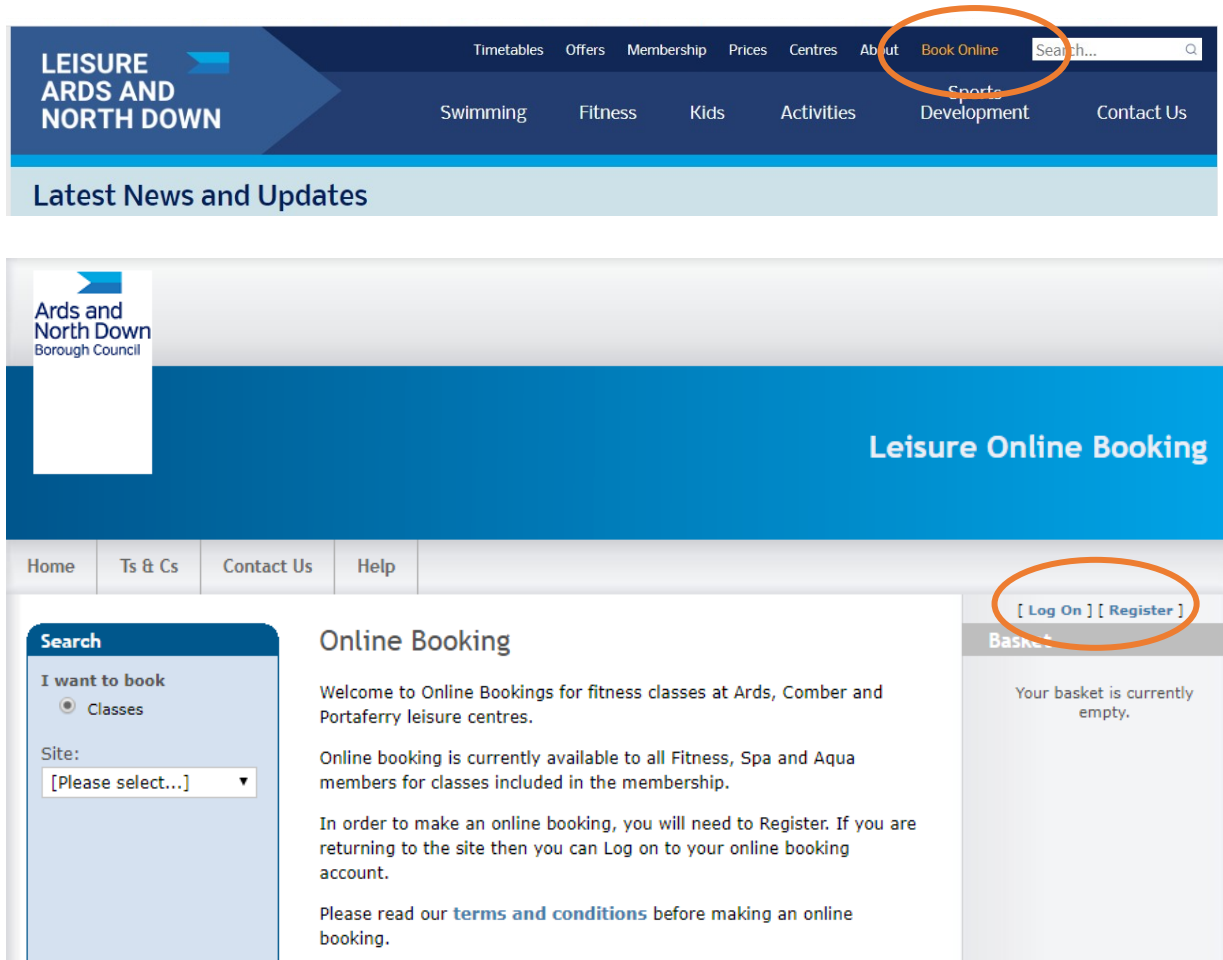 LEISURE
ARDS AND
NORTH DOWN
Timetables Offers Membership Prices Centres About Book Online Search...
Swimming Fitness Kids Activities Sports Development Contact Us
Latest News and Updates
Ards and
North Down
Borough Council
Leisure Online Booking
Home Ts & Cs Contact Us Help
[ Log On ] [ Register ]
Search
I want to book
Classes
Site:
[Please select...]
Online Booking
Welcome to Online Bookings for fitness classes at Ards, Comber and
Portaferry leisure centres.
Online booking is currently available to all Fitness, Spa and Aqua
members for classes included in the membership.
In order to make an online booking, you will need to Register. If you are
returning to the site then you can Log on to your online booking
account.
Please read our terms and conditions before making an online
booking.
Basket
Your basket is currently
empty.